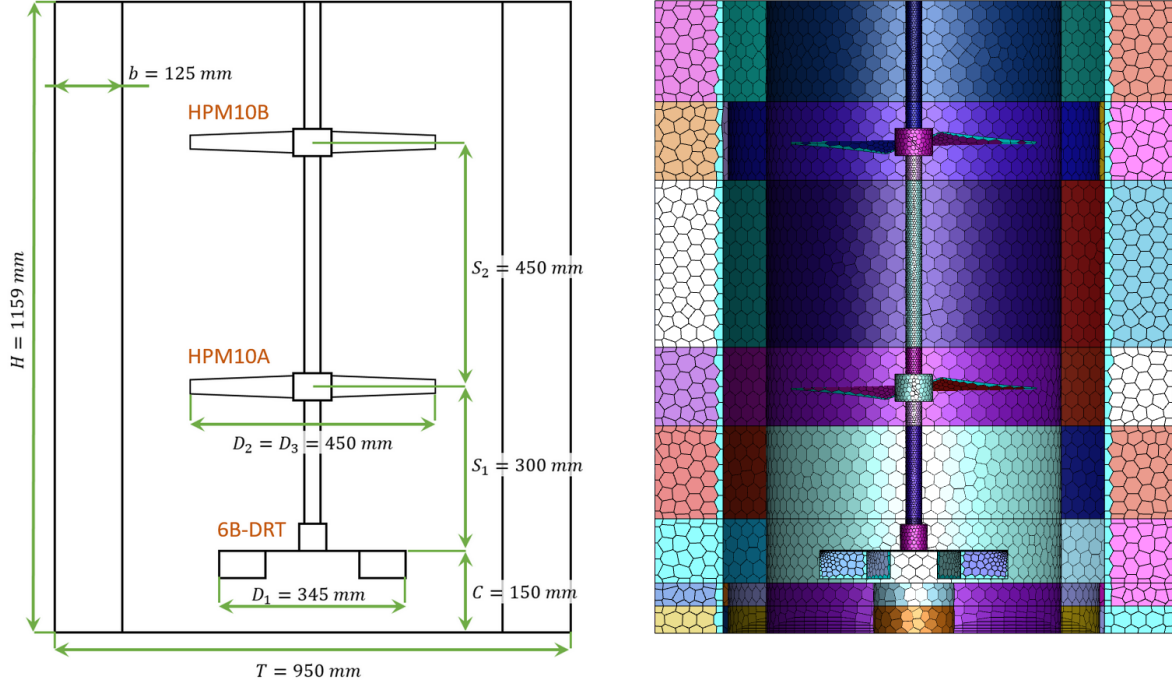 b = 125 mm
HPM10B
H = 1159 mm
S₂ = 450 mm
HPM10A
D₂ = D₃ = 450 mm
S₁ = 300 mm
6B-DRT
D₁ = 345 mm
C = 150 mm
T = 950 mm